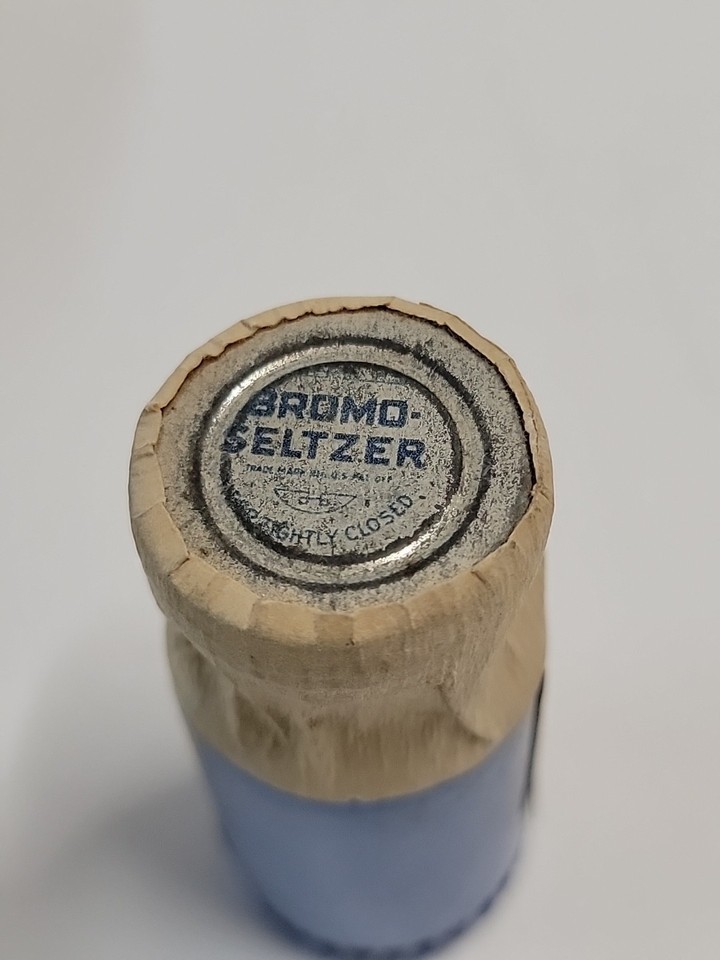 BROMO-
SELTZER
TRADE MARK REG. U.S. PAT. OFF.
TIGHTLY CLOSED